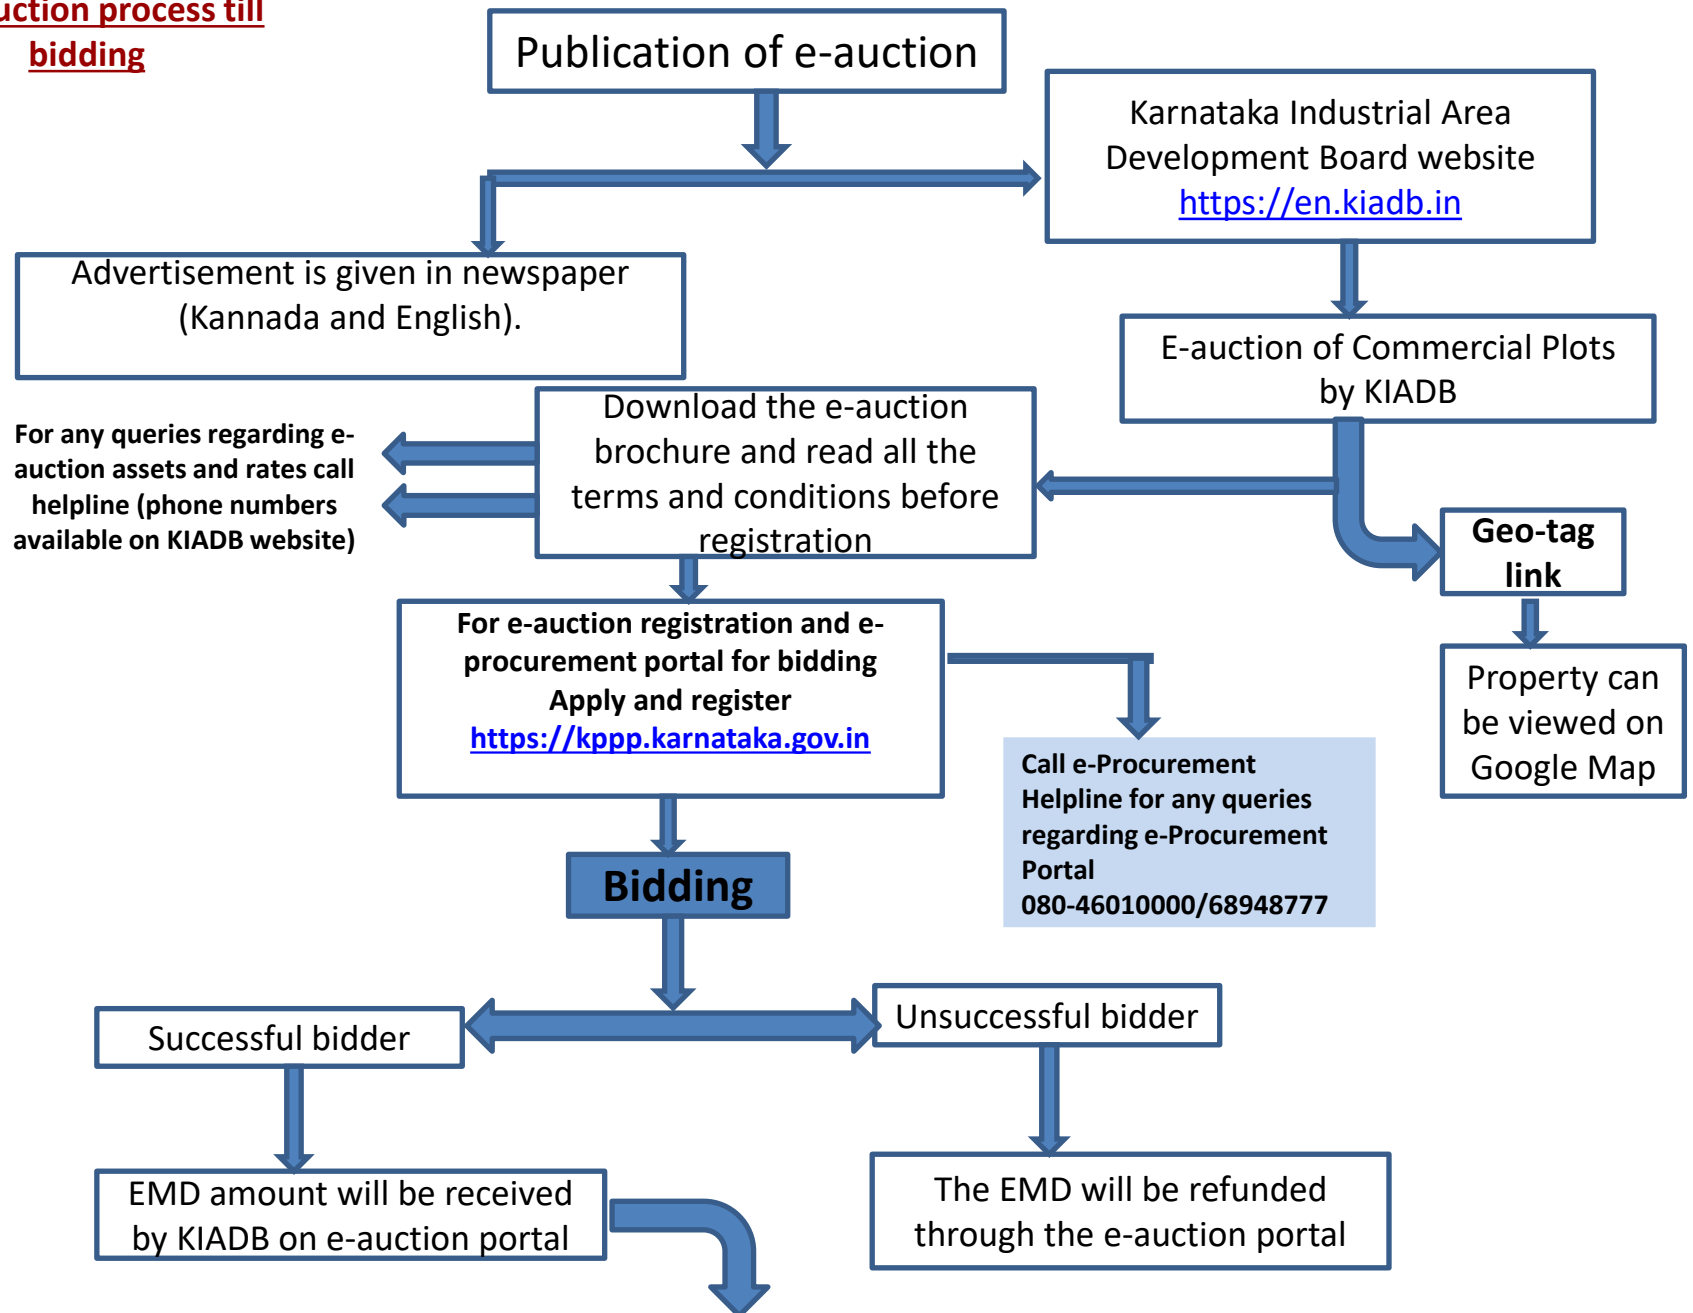 uction process till
bidding
Publication of e-auction
Karnataka Industrial Area
Development Board website
https://en.kiadb.in
Advertisement is given in newspaper
(Kannada and English).
E-auction of Commercial Plots
by KIADB
Download the e-auction
brochure and read all the
terms and conditions before
registration
For any queries regarding e-
auction assets and rates call
helpline (phone numbers
available on KIADB website)
Geo-tag
link
Property can
be viewed on
Google Map
For e-auction registration and e-
procurement portal for bidding
Apply and register
https://kppp.karnataka.gov.in
Call e-Procurement
Helpline for any queries
regarding e-Procurement
Portal
080-46010000/68948777
Bidding
Successful bidder
Unsuccessful bidder
EMD amount will be received
by KIADB on e-auction portal
The EMD will be refunded
through the e-auction portal